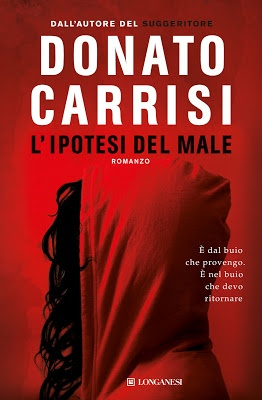 DALL'AUTORE DEL SUGGERITORE
DONATO
CARRISI
L'IPOTESI DEL MALE
ROMANZO
È dal buio
che provengo.
È nel buio
che devo
ritornare
LONGANESI